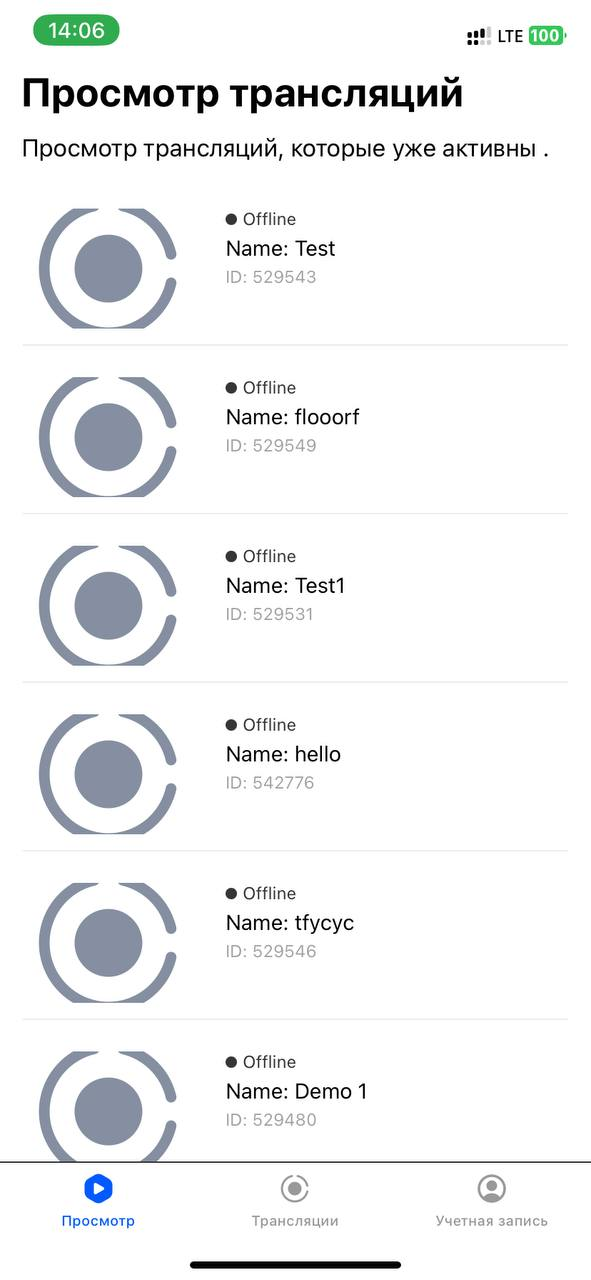 14:06
LTE 100
Просмотр трансляций
Просмотр трансляций, которые уже активны .
Offline
Name: Test
ID: 529543
Offline
Name: flooorf
ID: 529549
Offline
Name: Test1
ID: 529531
Offline
Name: hello
ID: 542776
Offline
Name: tfycyc
ID: 529546
Offline
Name: Demo 1
ID: 529480
Просмотр
Трансляции
Учетная запись